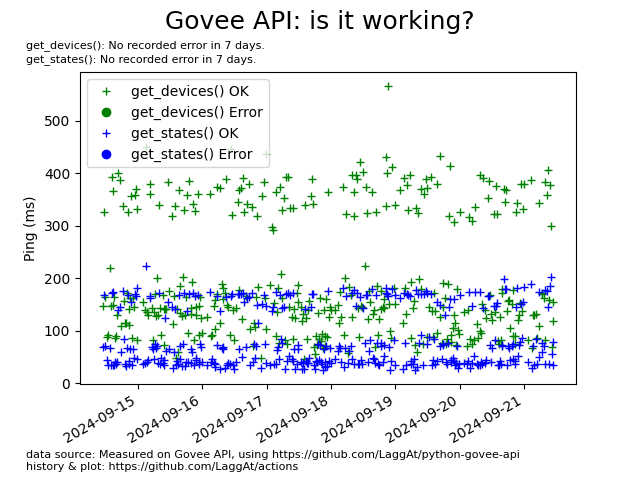 Govee API: is it working?
get_devices(): No recorded error in 7 days.
get_states(): No recorded error in 7 days.
get_devices() OK
get_devices() Error
get_states() OK
get_states() Error
Ping (ms)
500
400
300
200
100
0
2024-09-15
2024-09-16
2024-09-17
2024-09-18
2024-09-19
2024-09-20
2024-09-21
data source: Measured on Govee API, using https://github.com/LaggAt/python-govee-api
history & plot: https://github.com/LaggAt/actions